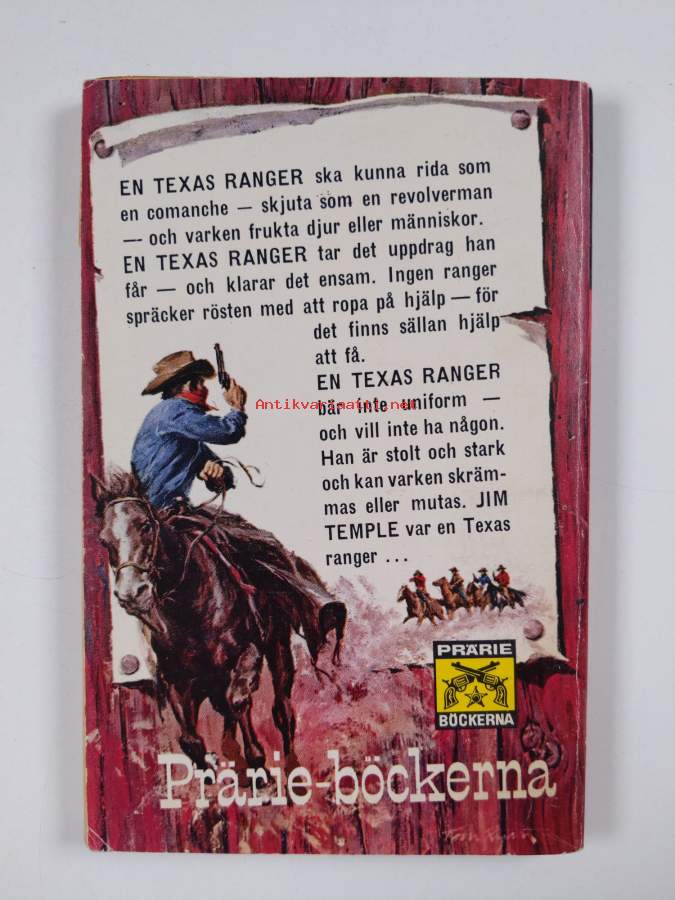 EN TEXAS RANGER ska kunna rida som
en comanche — skjuta som en revolverman
— och varken frukta djur eller människor.
EN TEXAS RANGER tar det uppdrag han
får — och klarar det ensam. Ingen ranger
spräcker rösten med att ropa på hjälp — för
det finns sällan hjälp
att få.
EN TEXAS RANGER
bär inte uniform —
och vill inte ha någon.
Han är stolt och stark
och kan varken skräm-
mas eller mutas. JIM
TEMPLE var en Texas
ranger ...
Antikvariaatti.net
PRÄRIE
BÖCKERNA
Prärie-böckerna